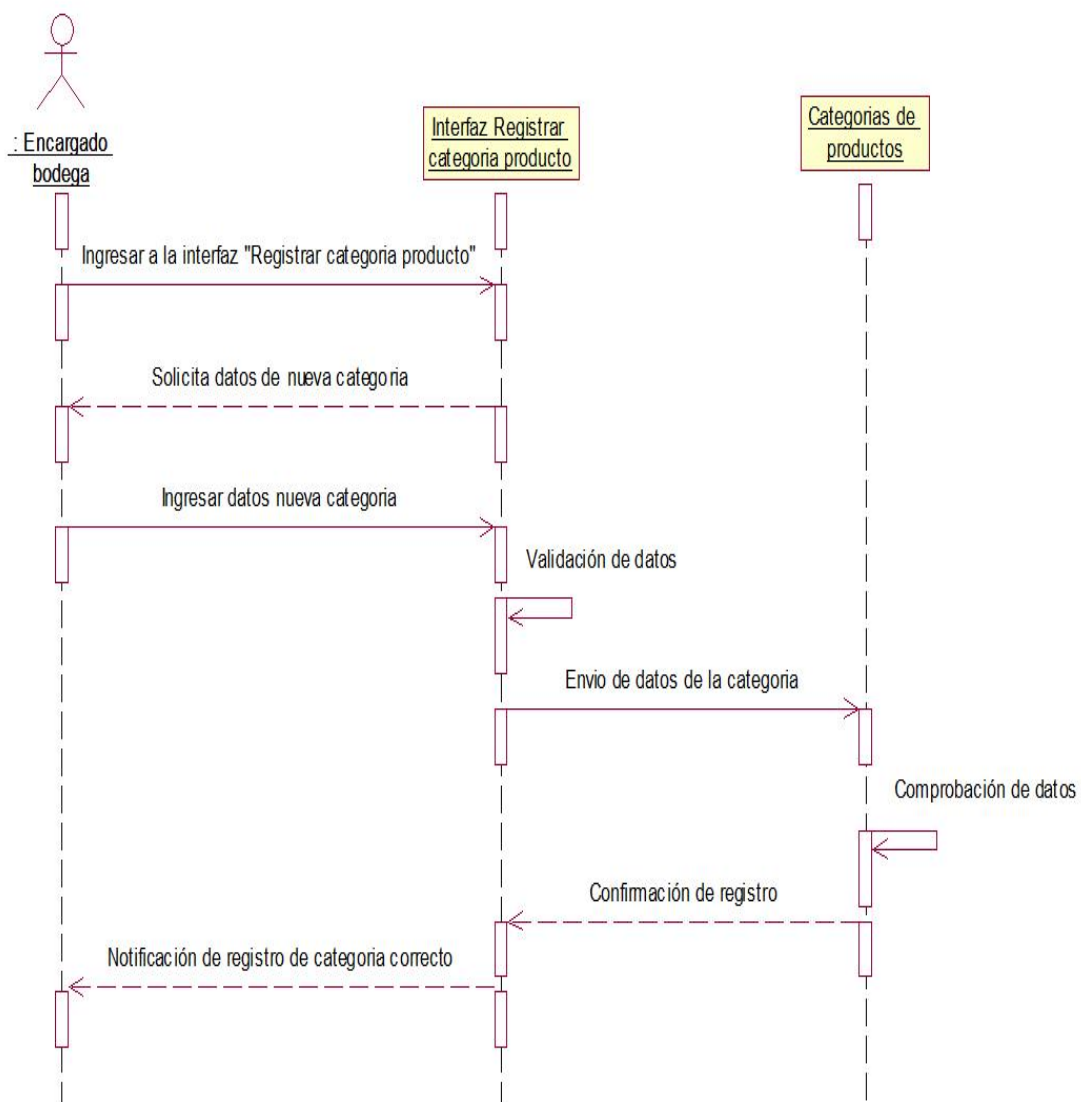 : Encargado
bodega
Interfaz Registrar
categoria producto
Categorias de
productos
Ingresar a la interfaz "Registrar categoria producto"
Solicita datos de nueva categoria
Ingresar datos nueva categoria
Validación de datos
Envio de datos de la categoria
Comprobación de datos
Confirmación de registro
Notificación de registro de categoria correcto